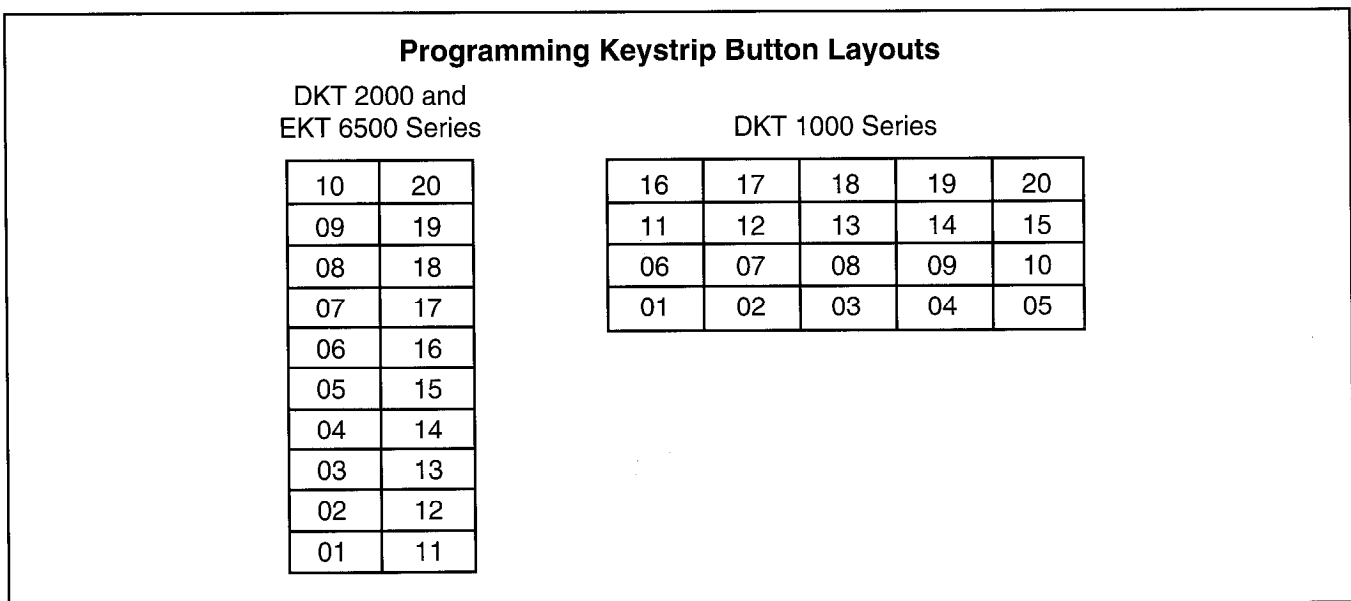 Programming Keystrip Button Layouts
DKT 2000 and
EKT 6500 Series
10 20
09 19
08 18
07 17
06 16
05 15
04 14
03 13
02 12
01 11
DKT 1000 Series
16 17 18 19 20
11 12 13 14 15
06 07 08 09 10
01 02 03 04 05